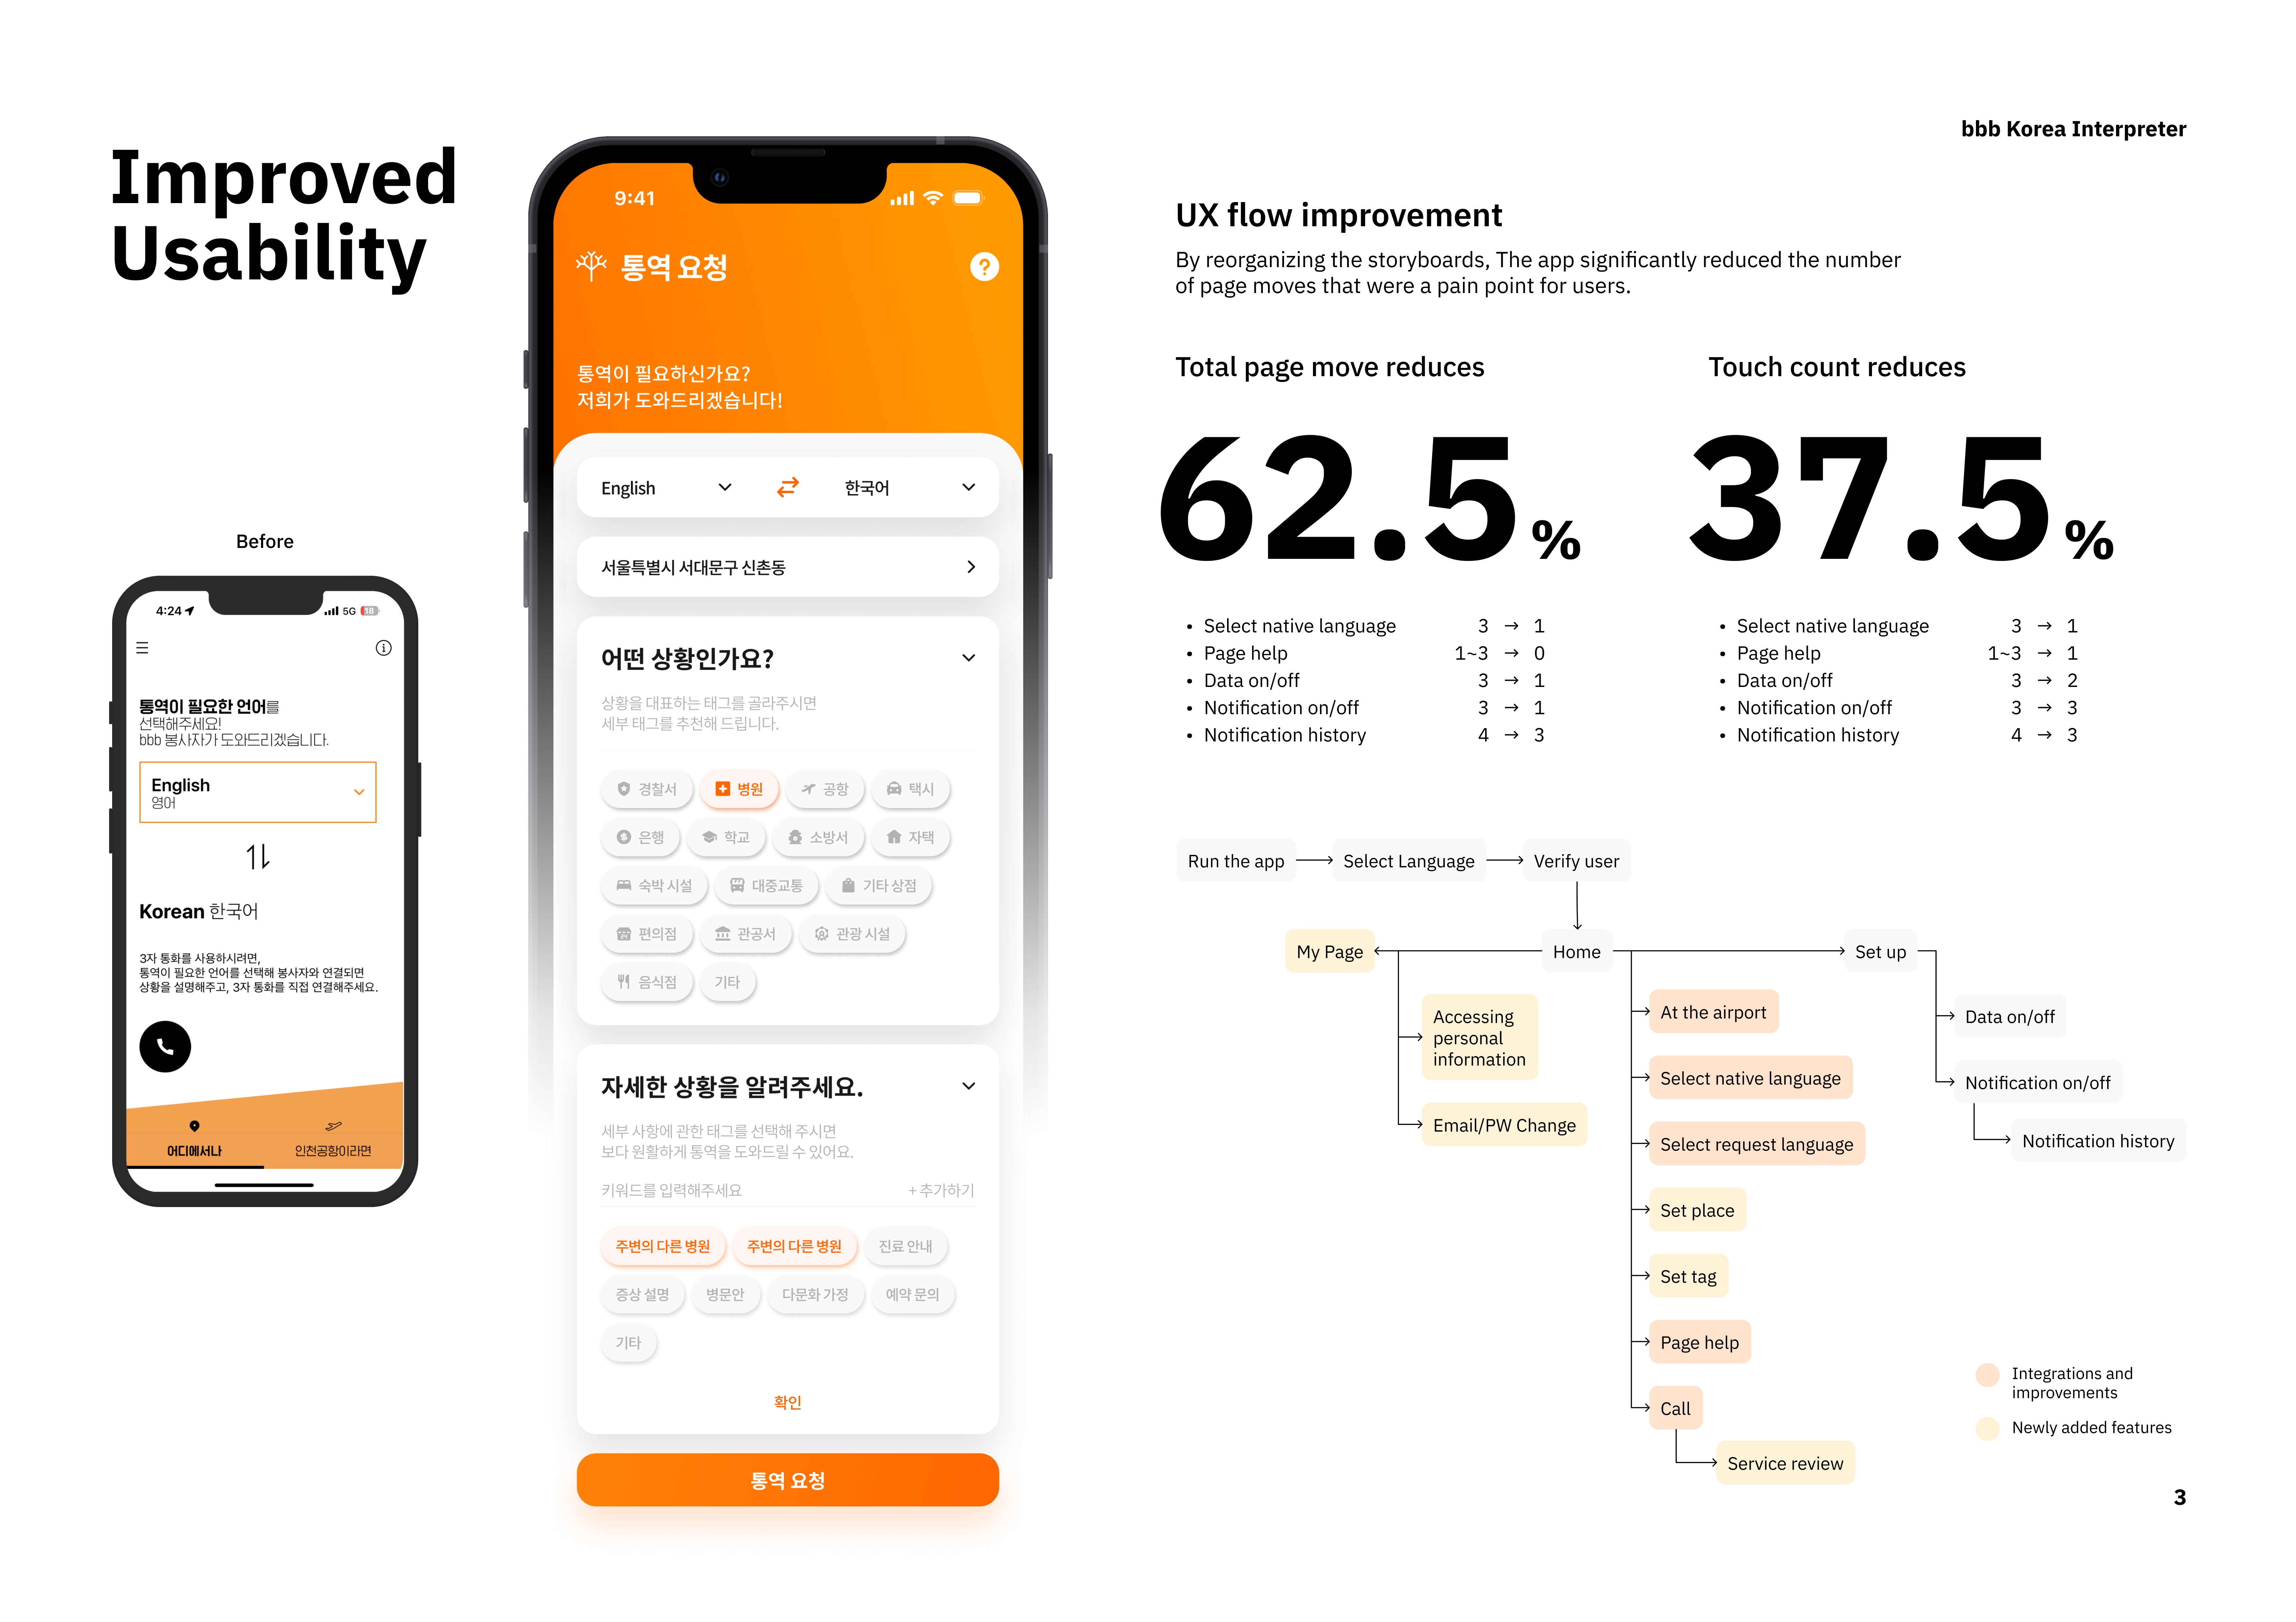 bbb Korea Interpreter
Improved
Usability
Before
4:24
5G 18
통역이 필요한 언어를
선택해주세요!
bbb 봉사자가 도와드리겠습니다.
English
영어
Korean 한국어
3자 통화를 사용하시려면,
통역이 필요한 언어를 선택해 봉사자와 연결되면
상황을 설명해주고, 3자 통화를 직접 연결해주세요.
어디에서나
인천공항이라면
9:41
통역 요청
?
통역이 필요하신가요?
저희가 도와드리겠습니다!
English
한국어
서울특별시 서대문구 신촌동
어떤 상황인가요?
상황을 대표하는 태그를 골라주시면
세부 태그를 추천해 드립니다.
경찰서 병원 공항 택시
은행 학교 소방서 자택
숙박 시설 대중교통 기타 상점
편의점 관공서 관광 시설
음식점 기타
자세한 상황을 알려주세요.
세부 사항에 관한 태그를 선택해 주시면
보다 원활하게 통역을 도와드릴 수 있어요.
키워드를 입력해주세요 + 추가하기
주변의 다른 병원 주변의 다른 병원 진료 안내
증상 설명 병문안 다문화 가정 예약 문의
기타
확인
통역 요청
UX flow improvement
By reorganizing the storyboards, The app significantly reduced the number
of page moves that were a pain point for users.
Total page move reduces
62.5%
• Select native language 3 → 1
• Page help 1~3 → 0
• Data on/off 3 → 1
• Notification on/off 3 → 1
• Notification history 4 → 3
Touch count reduces
37.5%
• Select native language 3 → 1
• Page help 1~3 → 1
• Data on/off 3 → 2
• Notification on/off 3 → 3
• Notification history 4 → 3
Run the app
Select Language
Verify user
My Page
Home
Set up
Accessing
personal
information
Email/PW Change
At the airport
Select native language
Select request language
Set place
Set tag
Page help
Call
Service review
Data on/off
Notification on/off
Notification history
Integrations and
improvements
Newly added features
3